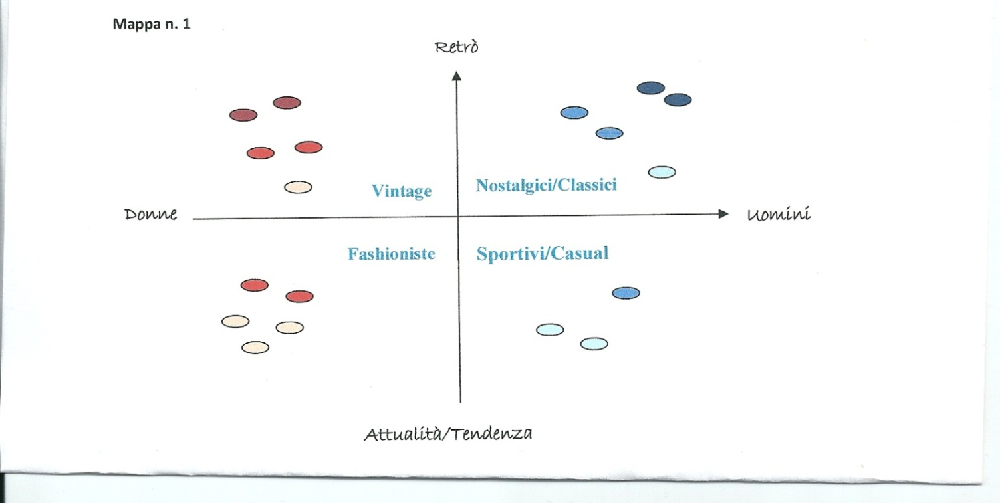 Mappa n. 1
Retrò
Vintage
Nostalgici/Classici
Donne
Uomini
Fashioniste
Sportivi/Casual
Attualità/Tendenza